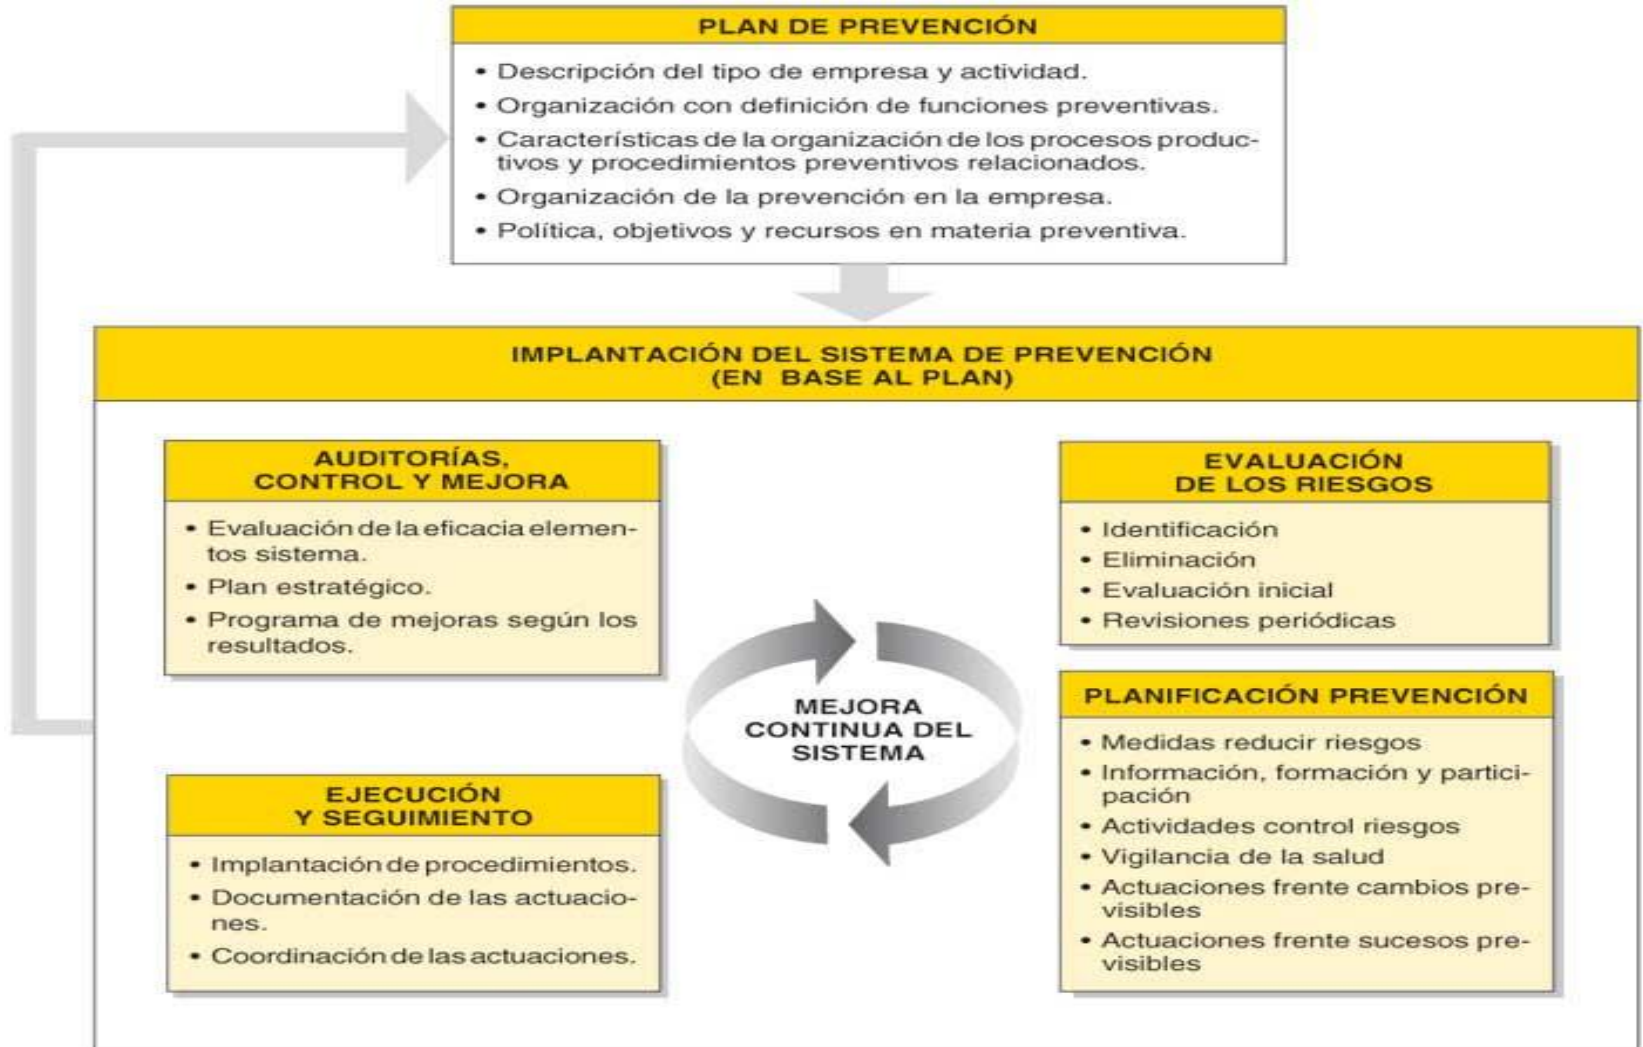 PLAN DE PREVENCIÓN
• Descripción del tipo de empresa y actividad.
• Organización con definición de funciones preventivas.
• Características de la organización de los procesos produc-
tivos y procedimientos preventivos relacionados.
• Organización de la prevención en la empresa.
• Política, objetivos y recursos en materia preventiva.
IMPLANTACIÓN DEL SISTEMA DE PREVENCIÓN
(EN BASE AL PLAN)
AUDITORÍAS,
CONTROL Y MEJORA
• Evaluación de la eficacia elemen-
tos sistema.
• Plan estratégico.
• Programa de mejoras según los
resultados.
EVALUACIÓN
DE LOS RIESGOS
• Identificación
• Eliminación
• Evaluación inicial
• Revisiones periódicas
MEJORA
CONTINUA DEL
SISTEMA
PLANIFICACIÓN PREVENCIÓN
• Medidas reducir riesgos
• Información, formación y partici-
pación
• Actividades control riesgos
• Vigilancia de la salud
• Actuaciones frente cambios pre-
visibles
• Actuaciones frente sucesos pre-
visibles
EJECUCIÓN
Y SEGUIMIENTO
• Implantación de procedimientos.
• Documentación de las actuacio-
nes.
• Coordinación de las actuaciones.